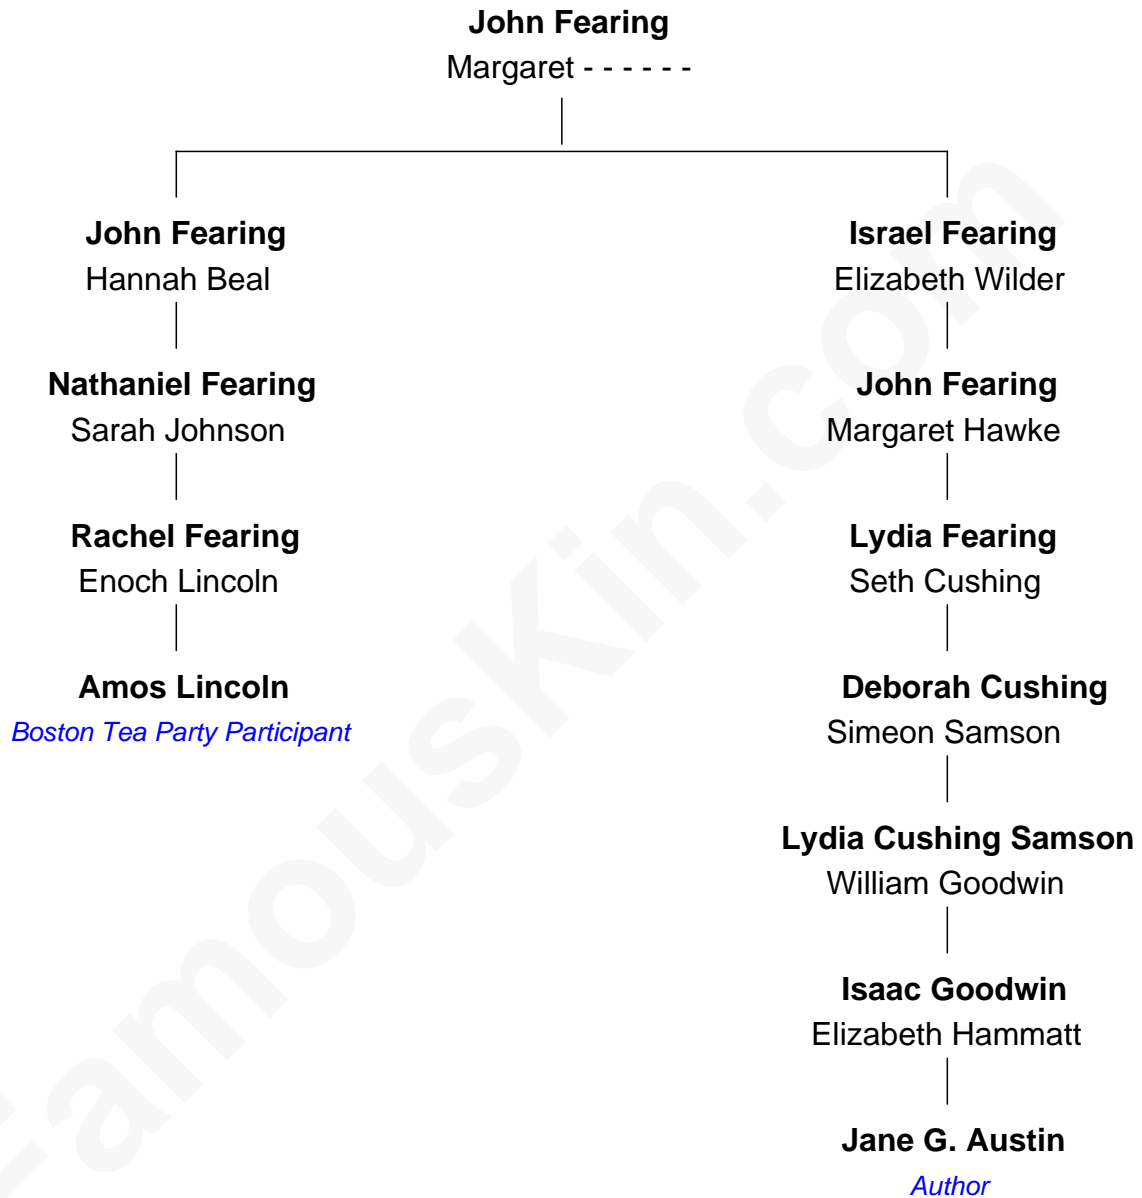 John Fearing
Margaret - - - - - -
John Fearing
Hannah Beal
Nathaniel Fearing
Sarah Johnson
Rachel Fearing
Enoch Lincoln
Amos Lincoln
Boston Tea Party Participant
Israel Fearing
Elizabeth Wilder
John Fearing
Margaret Hawke
Lydia Fearing
Seth Cushing
Deborah Cushing
Simeon Samson
Lydia Cushing Samson
William Goodwin
Isaac Goodwin
Elizabeth Hammatt
Jane G. Austin
Author
FamousKin.com